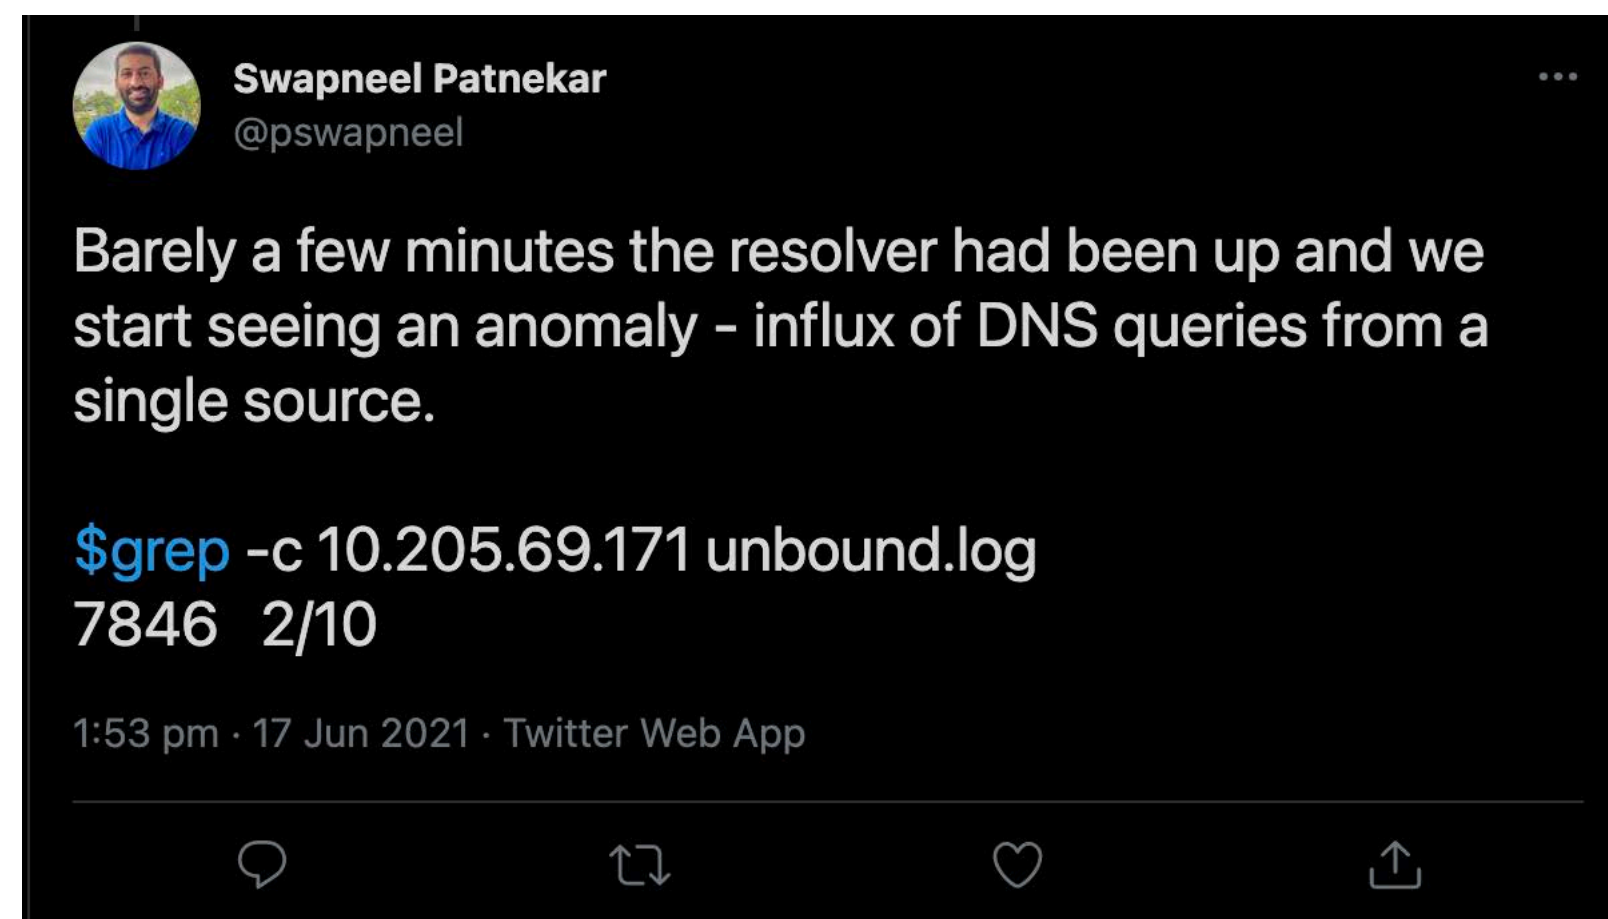 Swapneel Patnekar
@pswapneel
Barely a few minutes the resolver had been up and we
start seeing an anomaly - influx of DNS queries from a
single source.
$grep -c 10.205.69.171 unbound.log
7846 2/10
1:53 pm · 17 Jun 2021 · Twitter Web App